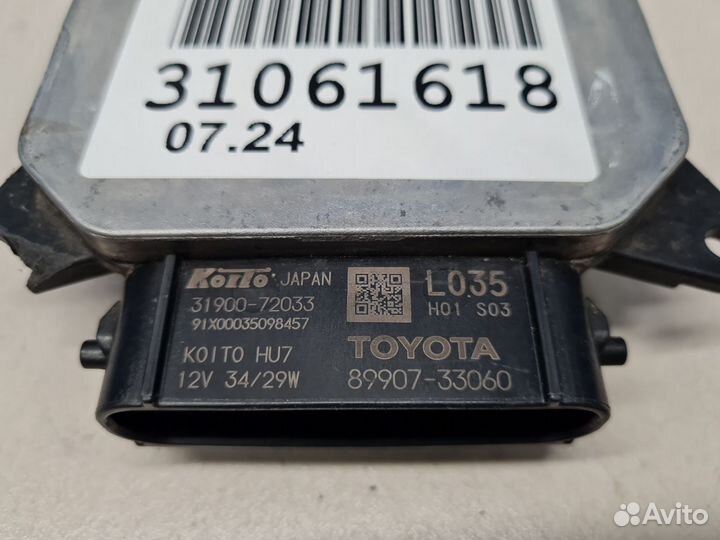 31061618
07.24
KOITO JAPAN
31900-72033
91X00035098457
KOITO HU7
12V 34/29W
L035
H01 S03
TOYOTA
89907-33060
Avito